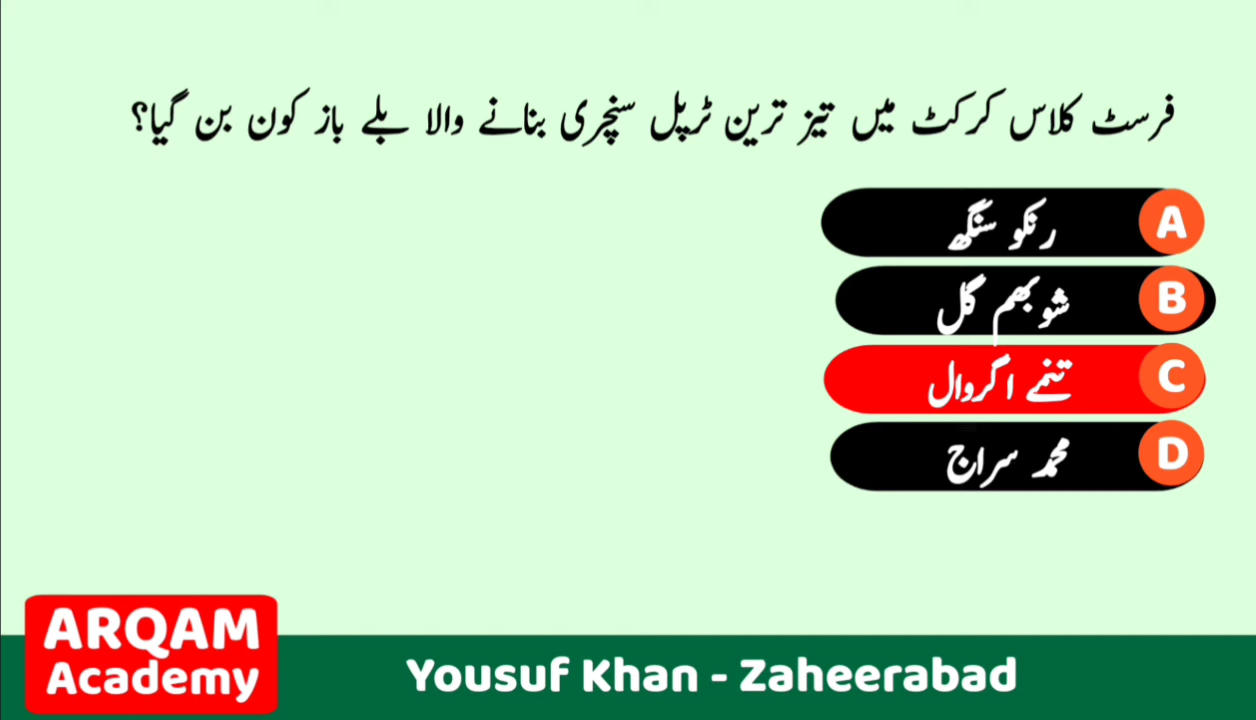 فرسٹ کلاس کرکٹ میں تیز ترین ٹرپل سنچری بنانے والا بلے باز کون بن گیا؟
A رنکو سنگھ
B شوبھم گل
C تنمے اگروال
D محمد سراج
ARQAM
Academy
Yousuf Khan - Zaheerabad